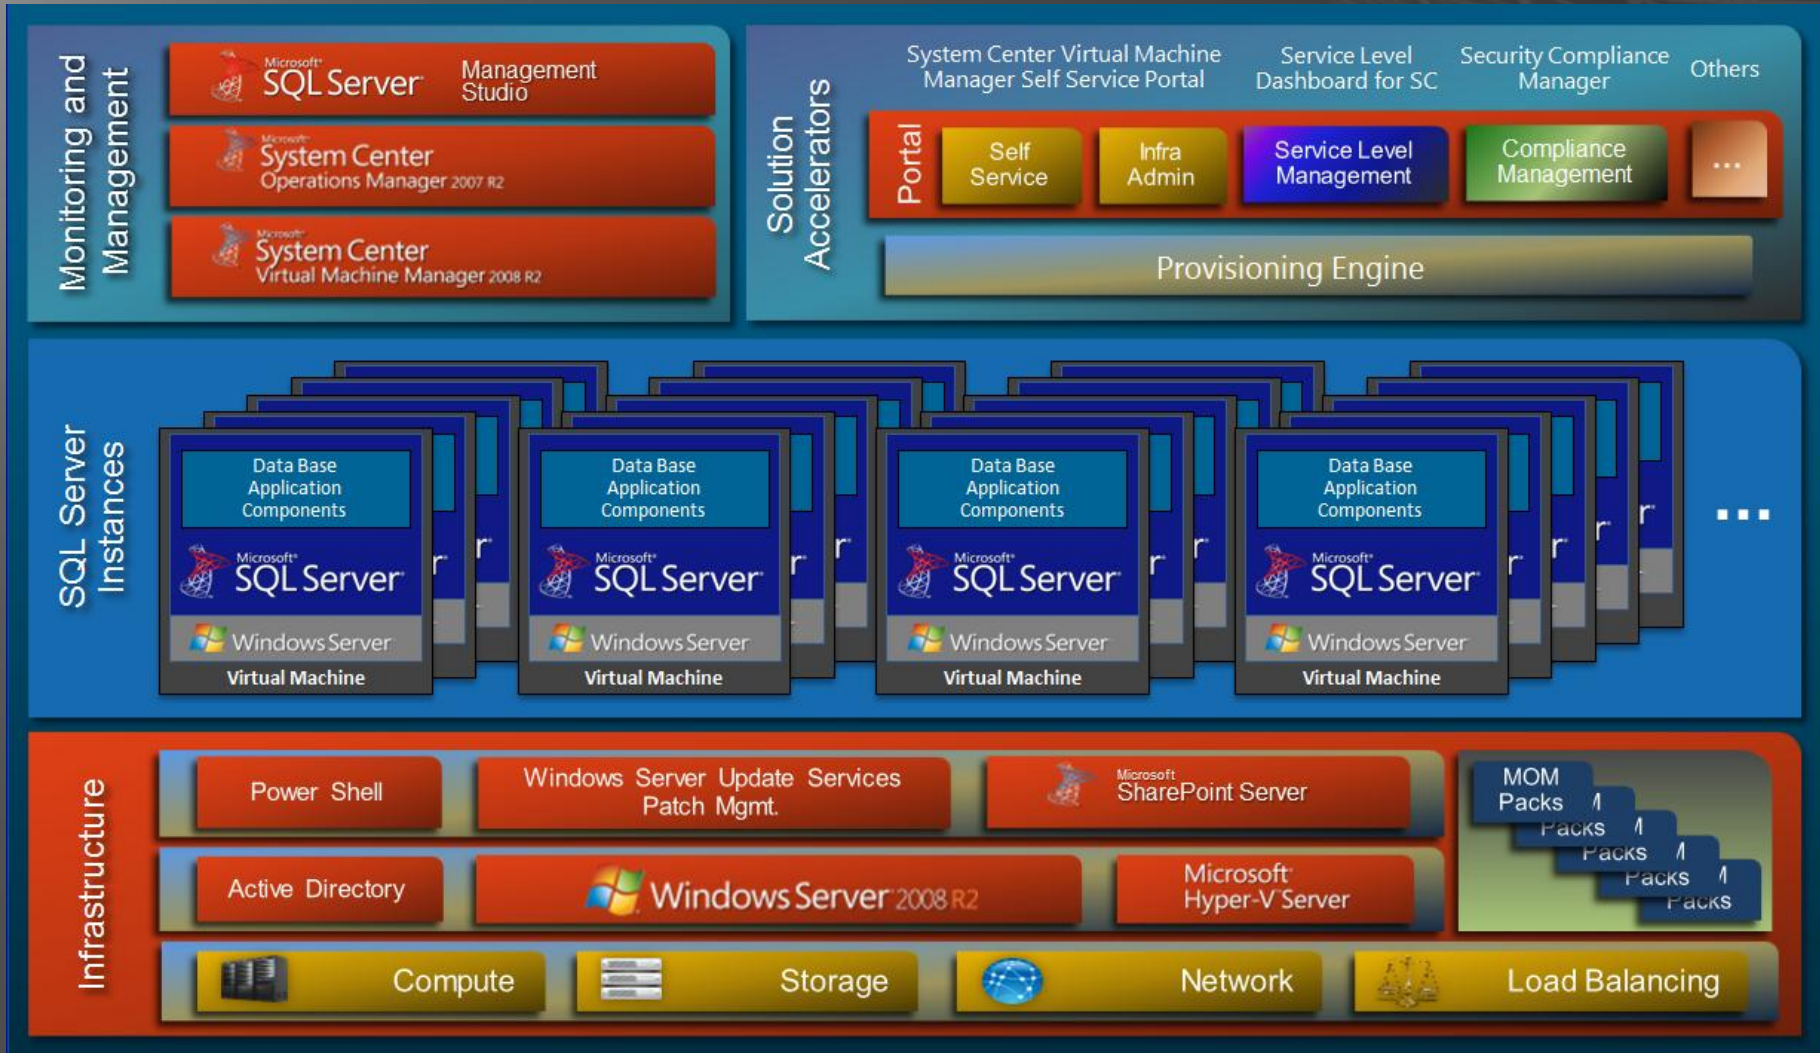 Monitoring and
Management
Microsoft®
SQL Server®
Management
Studio
Microsoft®
System Center
Operations Manager 2007 R2
Microsoft®
System Center
Virtual Machine Manager 2008 R2
Solution
Accelerators
System Center Virtual Machine
Manager Self Service Portal
Service Level
Dashboard for SC
Security Compliance
Manager
Others
Portal
Self
Service
Infra
Admin
Service Level
Management
Compliance
Management
...
Provisioning Engine
SQL Server
Instances
Data Base
Application
Components
Microsoft®
SQL Server®
Windows Server
Virtual Machine
Data Base
Application
Components
Microsoft®
SQL Server®
Windows Server
Virtual Machine
Data Base
Application
Components
Microsoft®
SQL Server®
Windows Server
Virtual Machine
Data Base
Application
Components
Microsoft®
SQL Server®
Windows Server
Virtual Machine
...
Infrastructure
Power Shell
Windows Server Update Services
Patch Mgmt.
Microsoft
SharePoint Server
MOM
Packs
Packs
Packs
Packs
Packs
Active Directory
Windows Server® 2008 R2
Microsoft®
Hyper-V™ Server
Compute
Storage
Network
Load Balancing